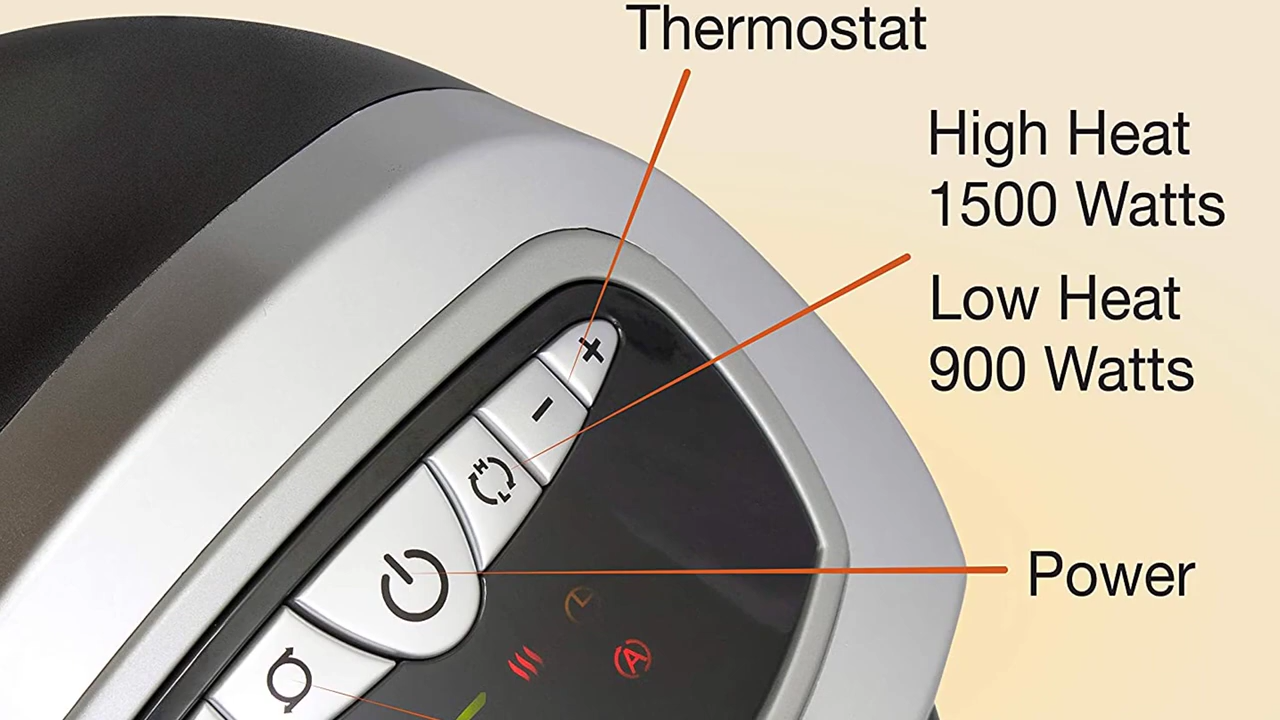 Thermostat
High Heat
1500 Watts
Low Heat
900 Watts
+
-
H
L
Power
A